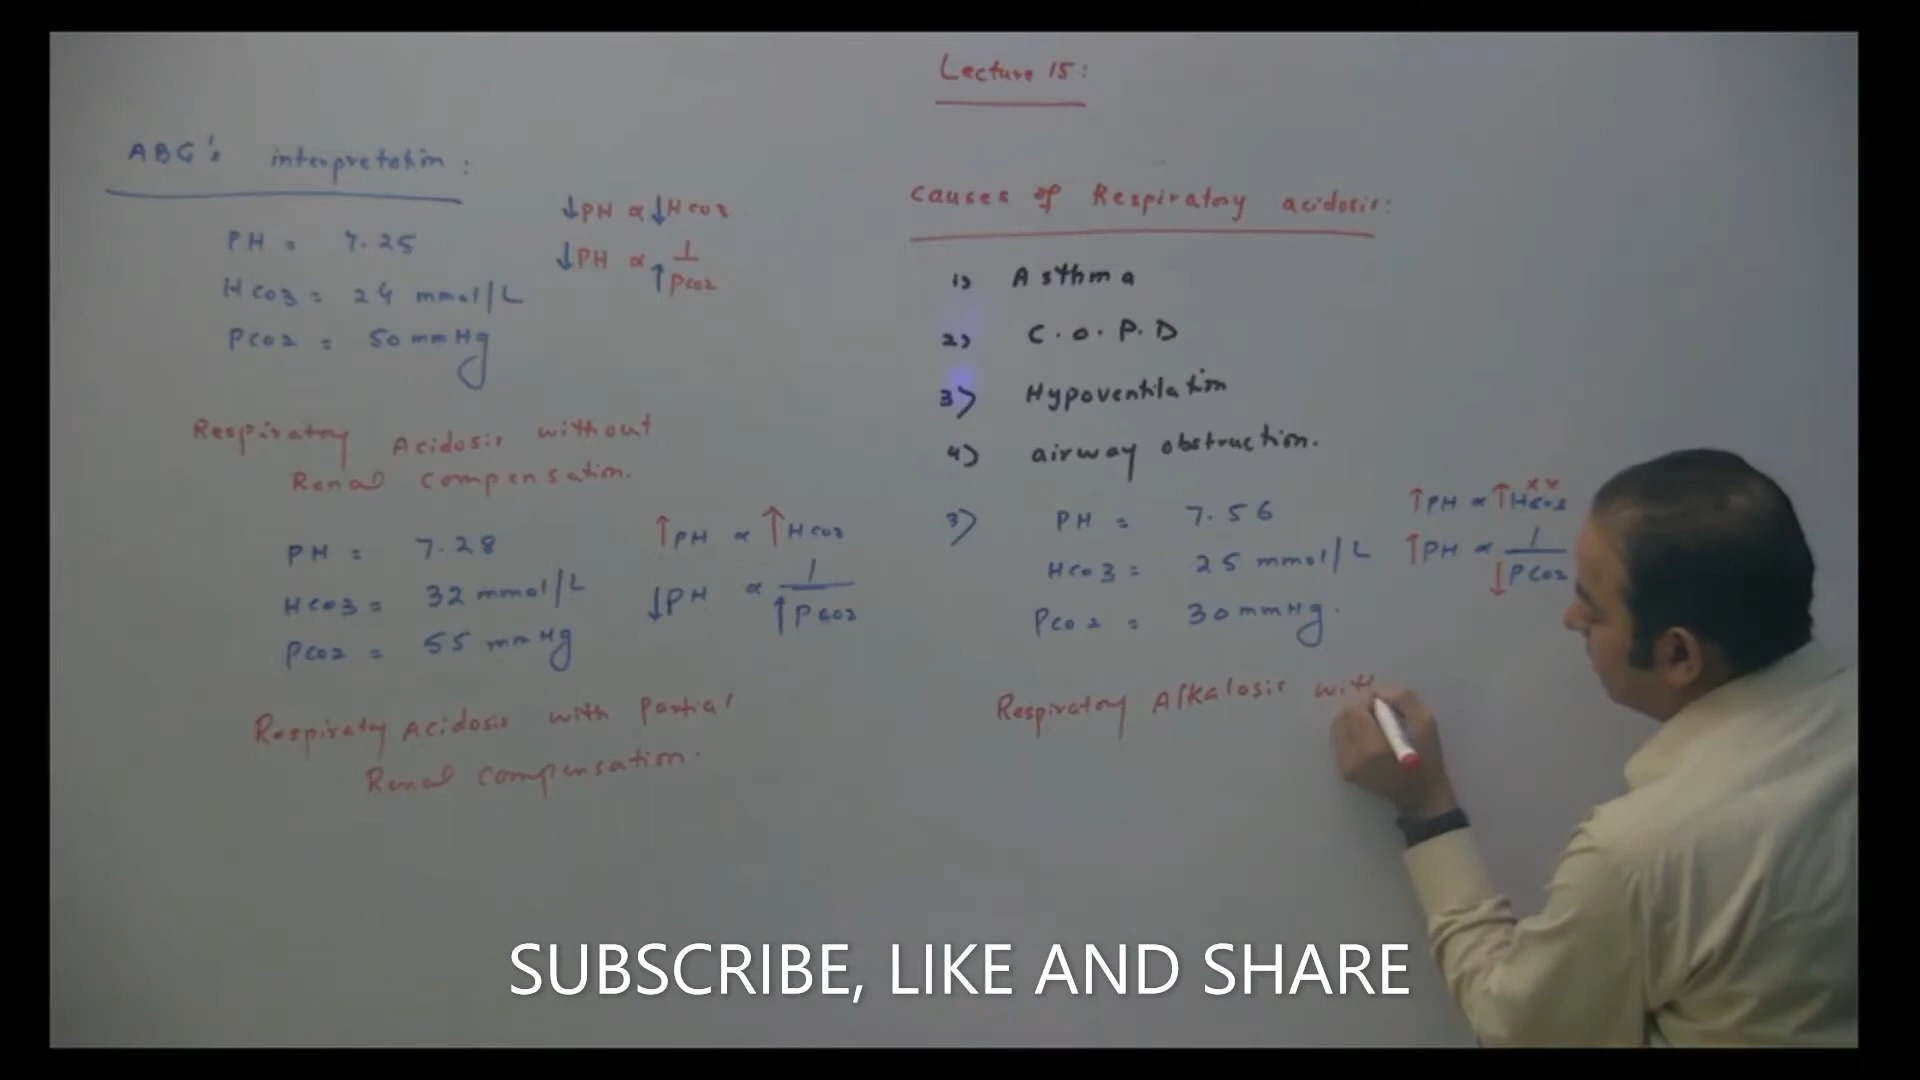 Lecture 15:
ABG's interpretation:
PH = 7.25
HCO3 = 24 mmol/L
PCO2 = 50 mmHg
↓PH ∝ ↓HCO3
↓PH ∝ 1/↑PCO2
Respiratory Acidosis without
Renal Compensation.
PH = 7.28
HCO3 = 32 mmol/L
PCO2 = 55 mmHg
↑PH ∝ ↑HCO3
↓PH ∝ 1/↑PCO2
Respiratory Acidosis with Partial
Renal Compensation.
Causes of Respiratory acidosis:
1) Asthma
2) C.O.P.D
3) Hypoventilation
4) airway obstruction.
3) PH = 7.56
HCO3 = 25 mmol/L
PCO2 = 30 mmHg.
↑PH ∝ ↑HCO3 xx
↑PH ∝ 1/↓PCO2
Respiratory Alkalosis with
SUBSCRIBE, LIKE AND SHARE